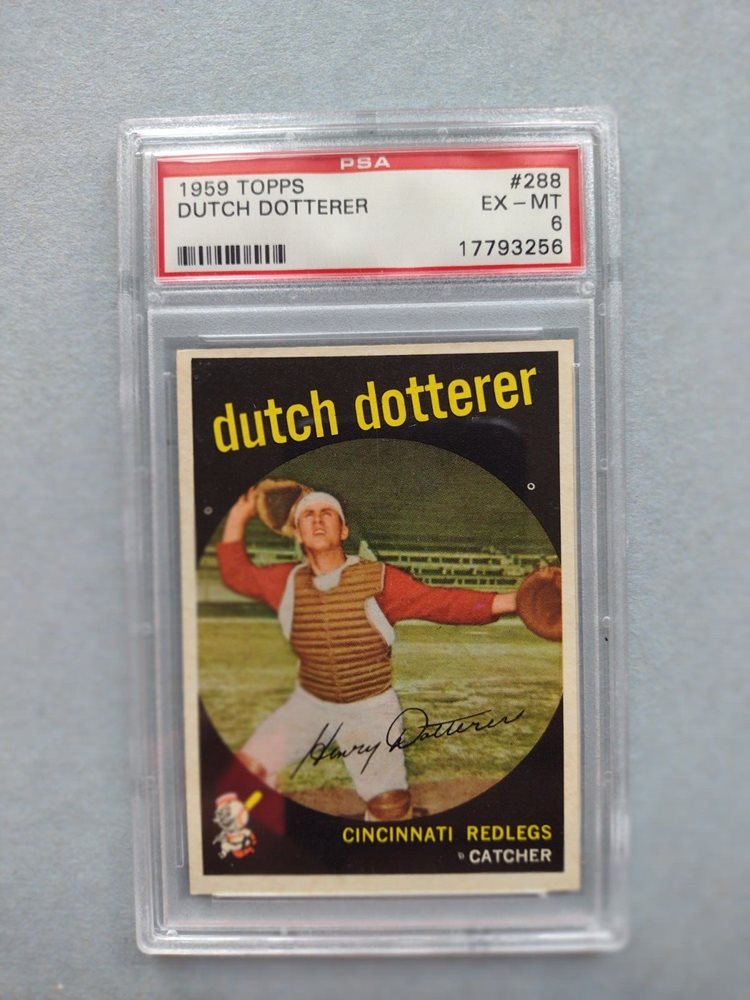 PSA
1959 TOPPS #288
DUTCH DOTTERER EX - MT
6
17793256
dutch dotterer
Henry Dotterer
CINCINNATI REDLEGS
CATCHER